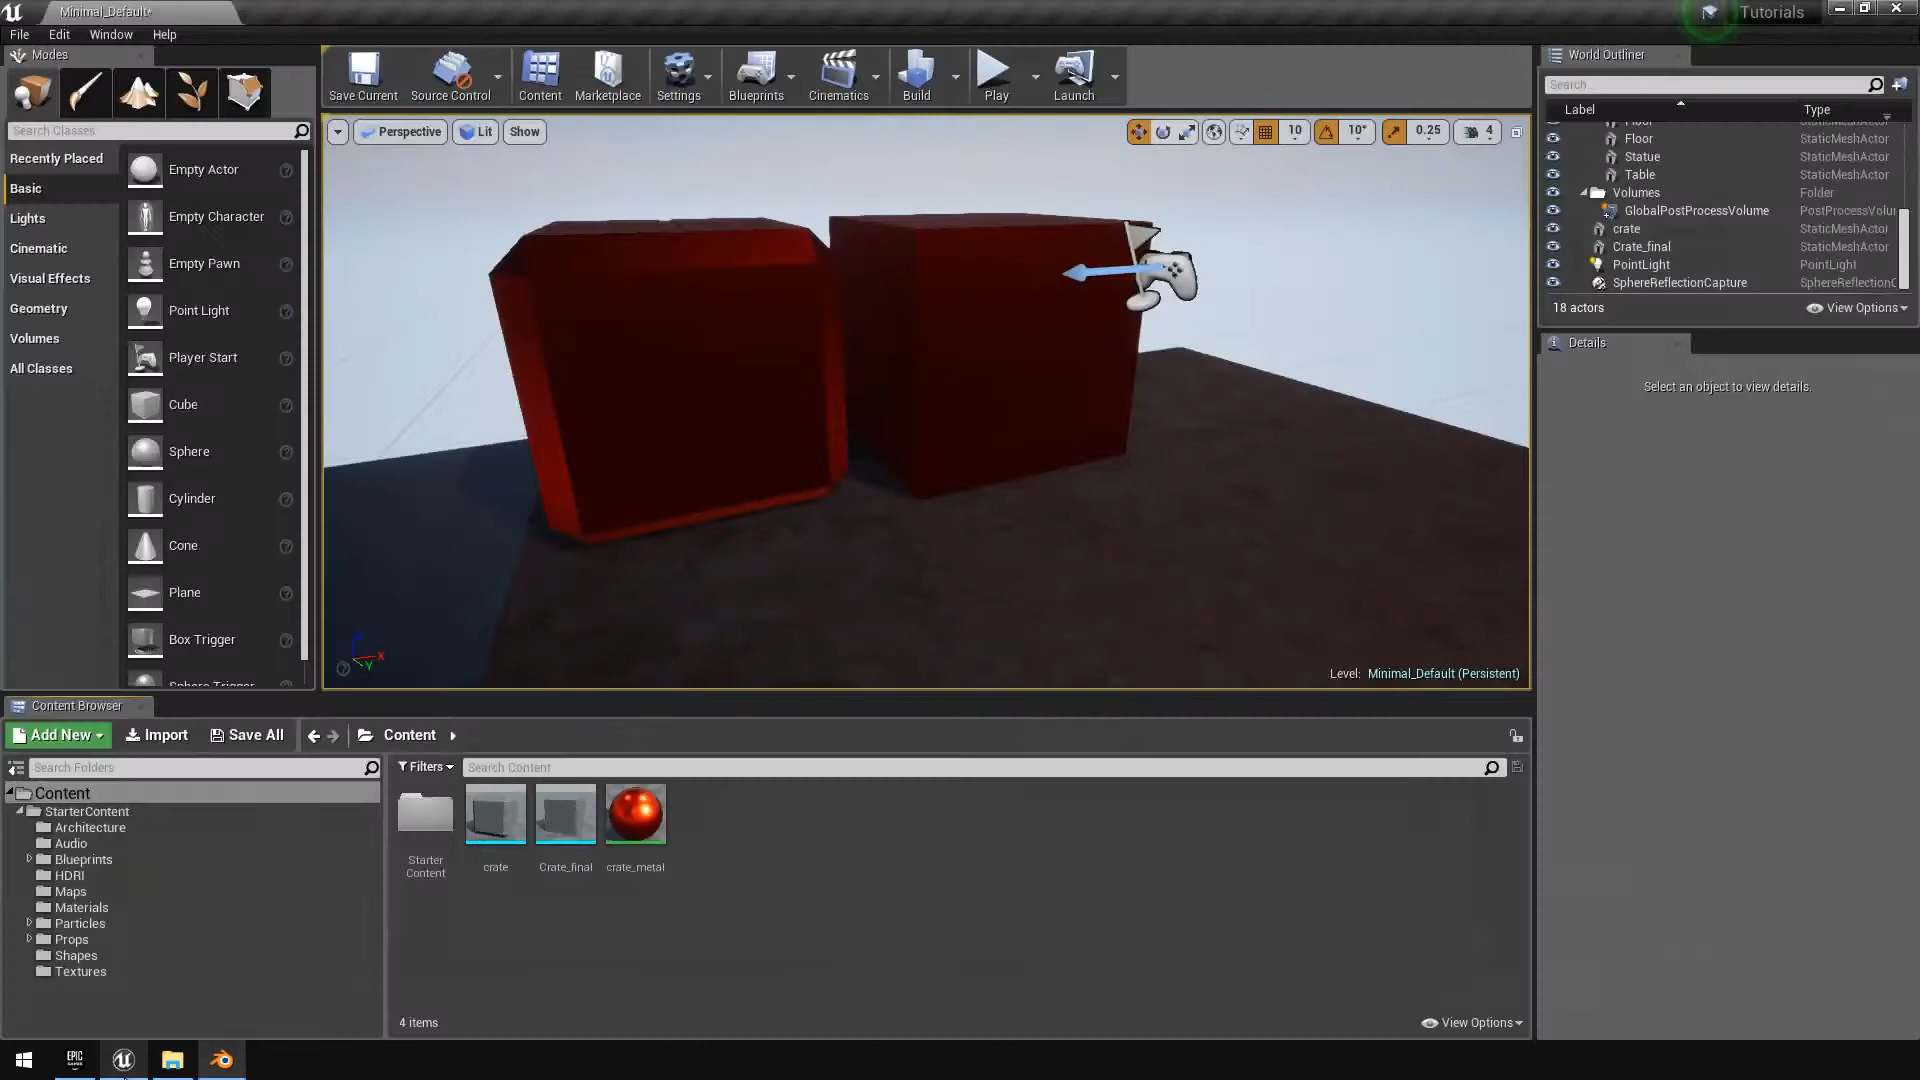 Minimal_Default*
Tutorials
File Edit Window Help
Modes
Search Classes
Recently Placed
Basic
Lights
Cinematic
Visual Effects
Geometry
Volumes
All Classes
Empty Actor
Empty Character
Empty Pawn
Point Light
Player Start
Cube
Sphere
Cylinder
Cone
Plane
Box Trigger
Sphere Trigger
Save Current
Source Control
Content
Marketplace
Settings
Blueprints
Cinematics
Build
Play
Launch
Perspective Lit Show
10 10° 0.25 4
X
Y
Level: Minimal_Default (Persistent)
World Outliner
Search...
Label Type
Floor StaticMeshActor
Floor StaticMeshActor
Statue StaticMeshActor
Table StaticMeshActor
Volumes Folder
GlobalPostProcessVolume PostProcessVolu
crate StaticMeshActor
Crate_final StaticMeshActor
PointLight PointLight
SphereReflectionCapture SphereReflectionC
18 actors View Options
Details
Select an object to view details.
Content Browser
Add New Import Save All Content
Search Folders
Content
StarterContent
Architecture
Audio
Blueprints
HDRI
Maps
Materials
Particles
Props
Shapes
Textures
Filters Search Content
Starter
Content
crate
Crate_final
crate_metal
4 items View Options
EPIC
GAMES